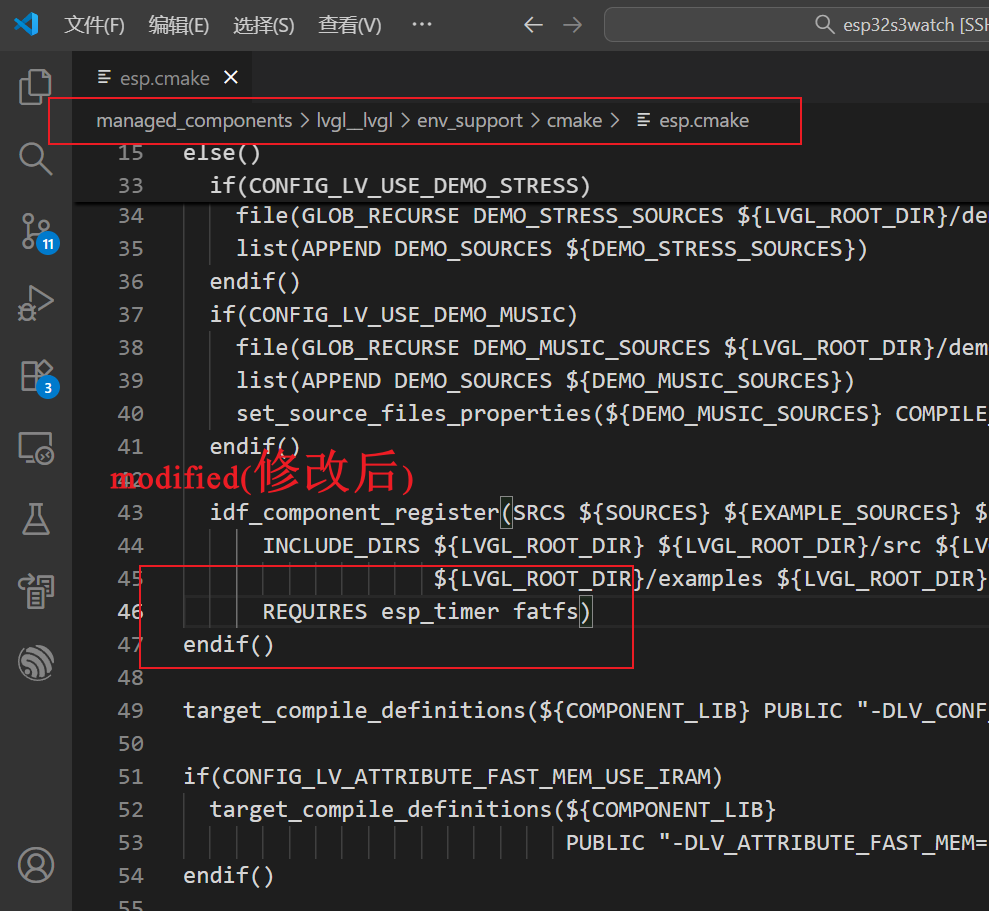 文件(F) 编辑(E) 选择(S) 查看(V) ··· esp32s3watch [SSH
esp.cmake
managed_components > lvgl__lvgl > env_support > cmake > esp.cmake
15 else()
33 if(CONFIG_LV_USE_DEMO_STRESS)
34 file(GLOB_RECURSE DEMO_STRESS_SOURCES ${LVGL_ROOT_DIR}/de
35 list(APPEND DEMO_SOURCES ${DEMO_STRESS_SOURCES})
36 endif()
37 if(CONFIG_LV_USE_DEMO_MUSIC)
38 file(GLOB_RECURSE DEMO_MUSIC_SOURCES ${LVGL_ROOT_DIR}/dem
39 list(APPEND DEMO_SOURCES ${DEMO_MUSIC_SOURCES})
40 set_source_files_properties(${DEMO_MUSIC_SOURCES} COMPILE_
41 endif()
42
modified(修改后)
43 idf_component_register(SRCS ${SOURCES} ${EXAMPLE_SOURCES} $
44 INCLUDE_DIRS ${LVGL_ROOT_DIR} ${LVGL_ROOT_DIR}/src ${LV
45 ${LVGL_ROOT_DIR}/examples ${LVGL_ROOT_DIR}
46 REQUIRES esp_timer fatfs)
47 endif()
48
49 target_compile_definitions(${COMPONENT_LIB} PUBLIC "-DLV_CONF_
50
51 if(CONFIG_LV_ATTRIBUTE_FAST_MEM_USE_IRAM)
52 target_compile_definitions(${COMPONENT_LIB}
53 PUBLIC "-DLV_ATTRIBUTE_FAST_MEM=
54 endif()
55
11
3